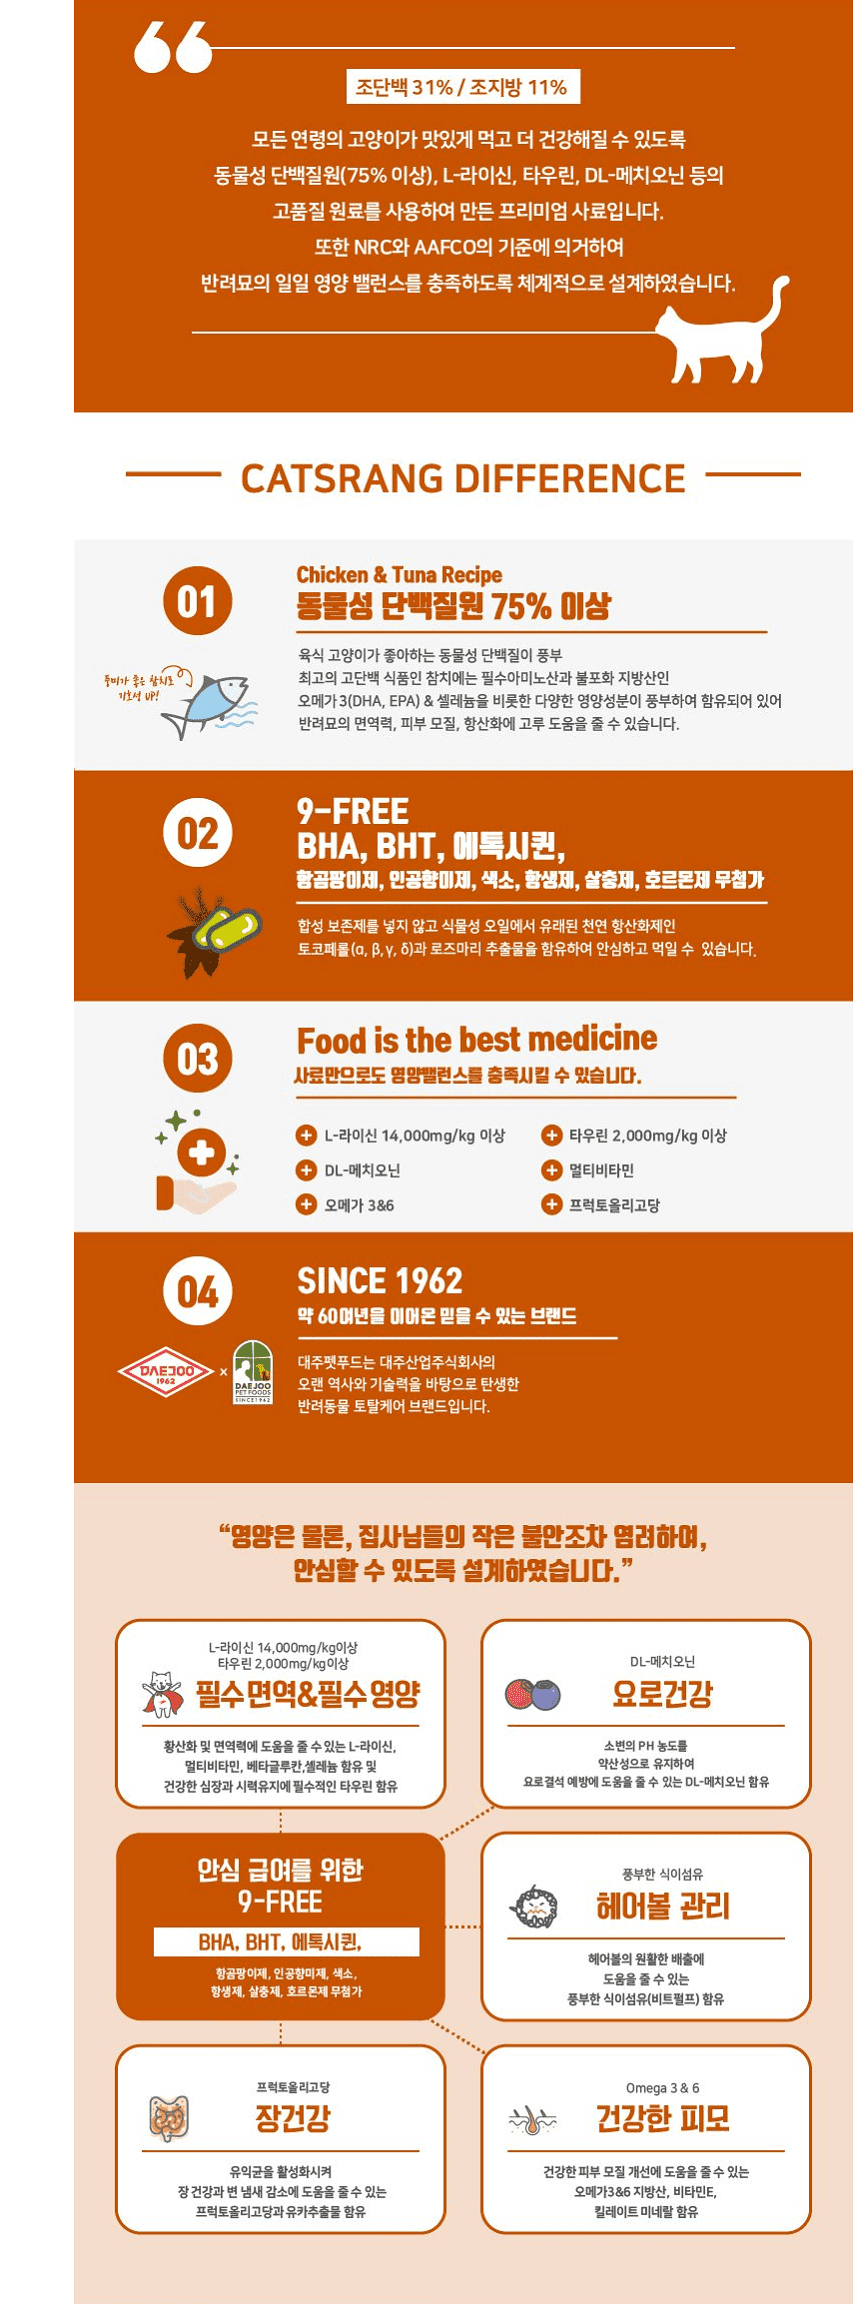 조단백 31% / 조지방 11%
모든 연령의 고양이가 맛있게 먹고 더 건강해질 수 있도록
동물성 단백질원(75% 이상), L-라이신, 타우린, DL-메치오닌 등의
고품질 원료를 사용하여 만든 프리미엄 사료입니다.
또한 NRC와 AAFCO의 기준에 의거하여
반려묘의 일일 영양 밸런스를 충족하도록 체계적으로 설계하였습니다.
CATSRANG DIFFERENCE
01
Chicken & Tuna Recipe
동물성 단백질원 75% 이상
풍미가 좋은 참치로
기호성 UP!
육식 고양이가 좋아하는 동물성 단백질이 풍부
최고의 고단백 식품인 참치에는 필수아미노산과 불포화 지방산인
오메가3(DHA, EPA) & 셀레늄을 비롯한 다양한 영양성분이 풍부하여 함유되어 있어
반려묘의 면역력, 피부 모질, 항산화에 고루 도움을 줄 수 있습니다.
02
9-FREE
BHA, BHT, 에톡시퀸,
항곰팡이제, 인공향미제, 색소, 항생제, 살충제, 호르몬제 무첨가
합성 보존제를 넣지 않고 식물성 오일에서 유래된 천연 항산화제인
토코페롤(α, β, γ, δ)과 로즈마리 추출물을 함유하여 안심하고 먹일 수 있습니다.
03
Food is the best medicine
사료만으로도 영양밸런스를 충족시킬 수 있습니다.
L-라이신 14,000mg/kg 이상
타우린 2,000mg/kg 이상
DL-메치오닌
멀티비타민
오메가 3&6
프럭토올리고당
04
SINCE 1962
약 60여년을 이어온 믿을 수 있는 브랜드
DAEJOO
1962
x
DAEJOO
PET FOODS
SINCE1962
대주펫푸드는 대주산업주식회사의
오랜 역사와 기술력을 바탕으로 탄생한
반려동물 토탈케어 브랜드입니다.
“영양은 물론, 집사님들의 작은 불안조차 염려하여,
안심할 수 있도록 설계하였습니다.”
L-라이신 14,000mg/kg이상
타우린 2,000mg/kg이상
필수면역&필수영양
황산화 및 면역력에 도움을 줄 수 있는 L-라이신,
멀티비타민, 베타글루칸,셀레늄 함유 및
건강한 심장과 시력유지에 필수적인 타우린 함유
DL-메치오닌
요로건강
소변의 PH 농도를
약산성으로 유지하여
요로결석 예방에 도움을 줄 수 있는 DL-메치오닌 함유
안심 급여를 위한
9-FREE
BHA, BHT, 에톡시퀸,
항곰팡이제, 인공향미제, 색소,
항생제, 살충제, 호르몬제 무첨가
풍부한 식이섬유
헤어볼 관리
헤어볼의 원활한 배출에
도움을 줄 수 있는
풍부한 식이섬유(비트펄프) 함유
프럭토올리고당
장건강
유익균을 활성화시켜
장 건강과 변 냄새 감소에 도움을 줄 수 있는
프럭토올리고당과 유카추출물 함유
Omega 3 & 6
건강한 피모
건강한 피부 모질 개선에 도움을 줄 수 있는
오메가3&6 지방산, 비타민E,
킬레이트 미네랄 함유